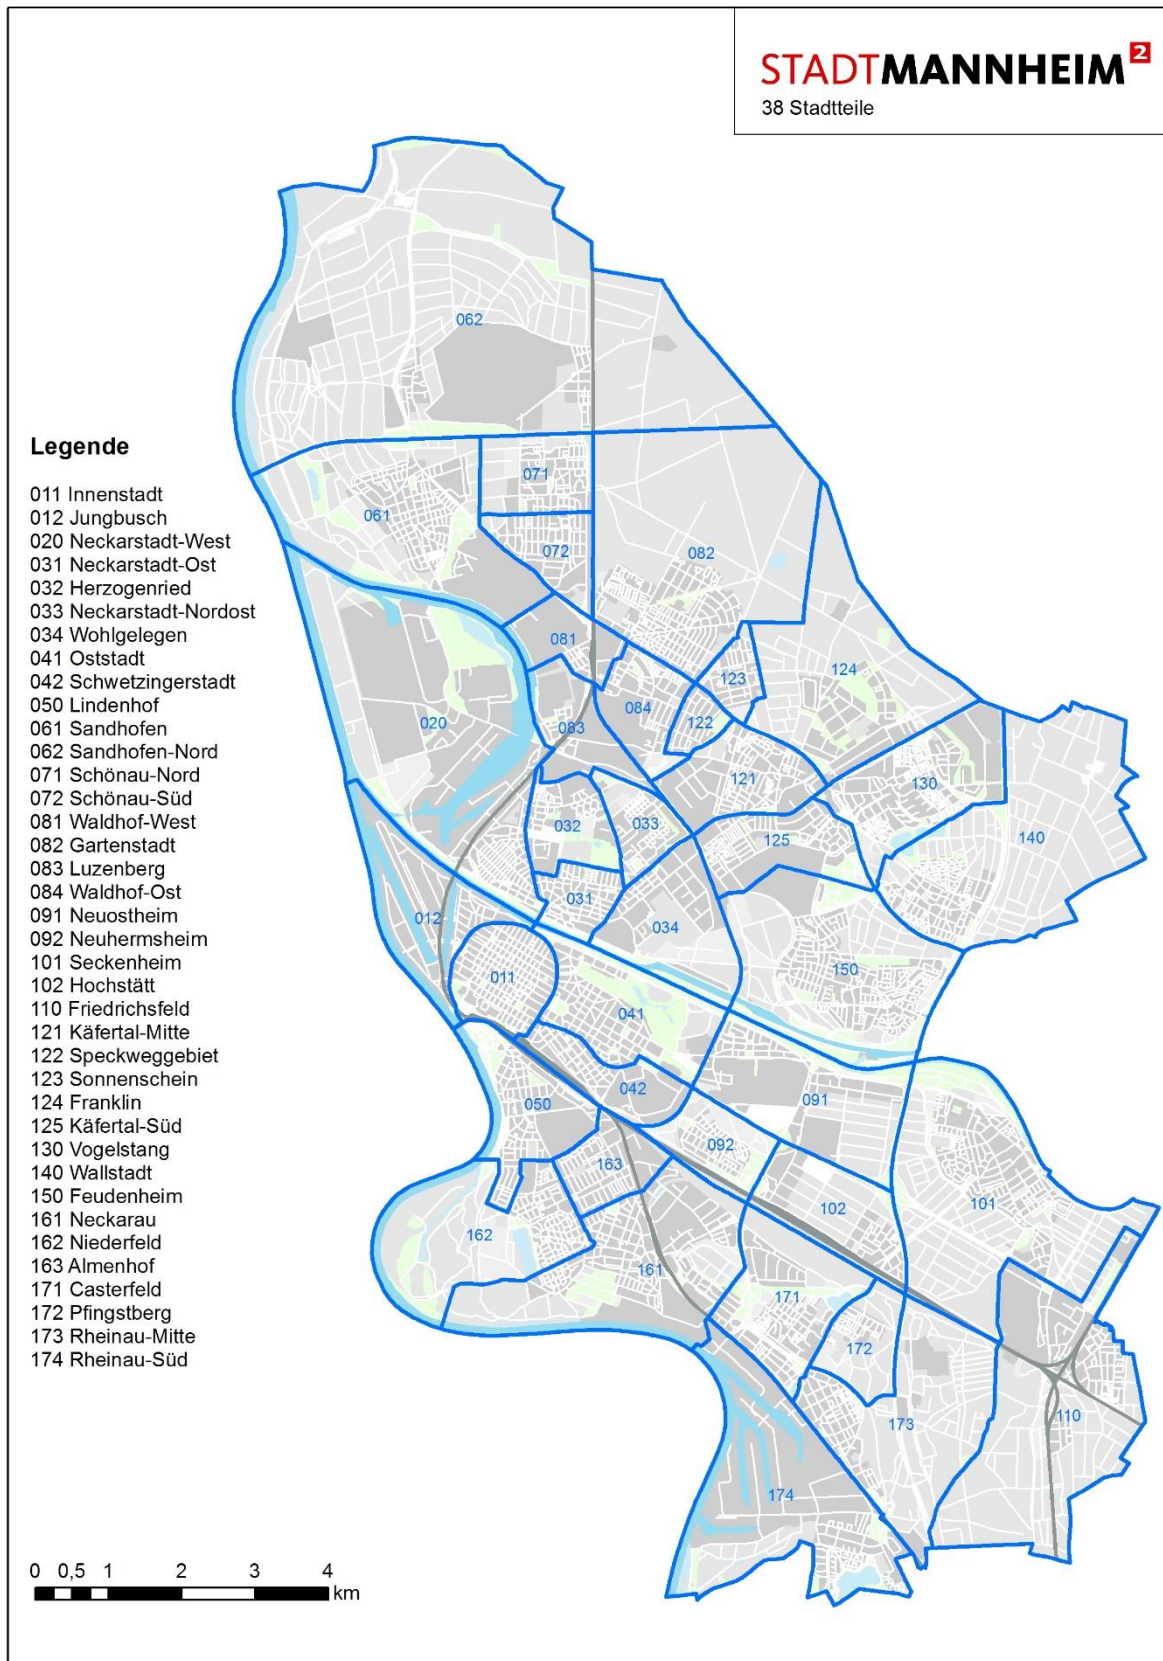 STADTMANNHEIM²
38 Stadtteile
Legende
011 Innenstadt
012 Jungbusch
020 Neckarstadt-West
031 Neckarstadt-Ost
032 Herzogenried
033 Neckarstadt-Nordost
034 Wohlgelegen
041 Oststadt
042 Schwetzingerstadt
050 Lindenhof
061 Sandhofen
062 Sandhofen-Nord
071 Schönau-Nord
072 Schönau-Süd
081 Waldhof-West
082 Gartenstadt
083 Luzenberg
084 Waldhof-Ost
091 Neuostheim
092 Neuhermsheim
101 Seckenheim
102 Hochstätt
110 Friedrichsfeld
121 Käfertal-Mitte
122 Speckweggebiet
123 Sonnenschein
124 Franklin
125 Käfertal-Süd
130 Vogelstang
140 Wallstadt
150 Feudenheim
161 Neckarau
162 Niederfeld
163 Almenhof
171 Casterfeld
172 Pfingstberg
173 Rheinau-Mitte
174 Rheinau-Süd
062
071
061
072
082
081
123
124
084
122
020
083
121
130
032
033
140
125
031
012
034
011
150
041
042
050
091
092
163
101
102
162
161
171
172
110
173
174
0 0,5 1 2 3 4
km